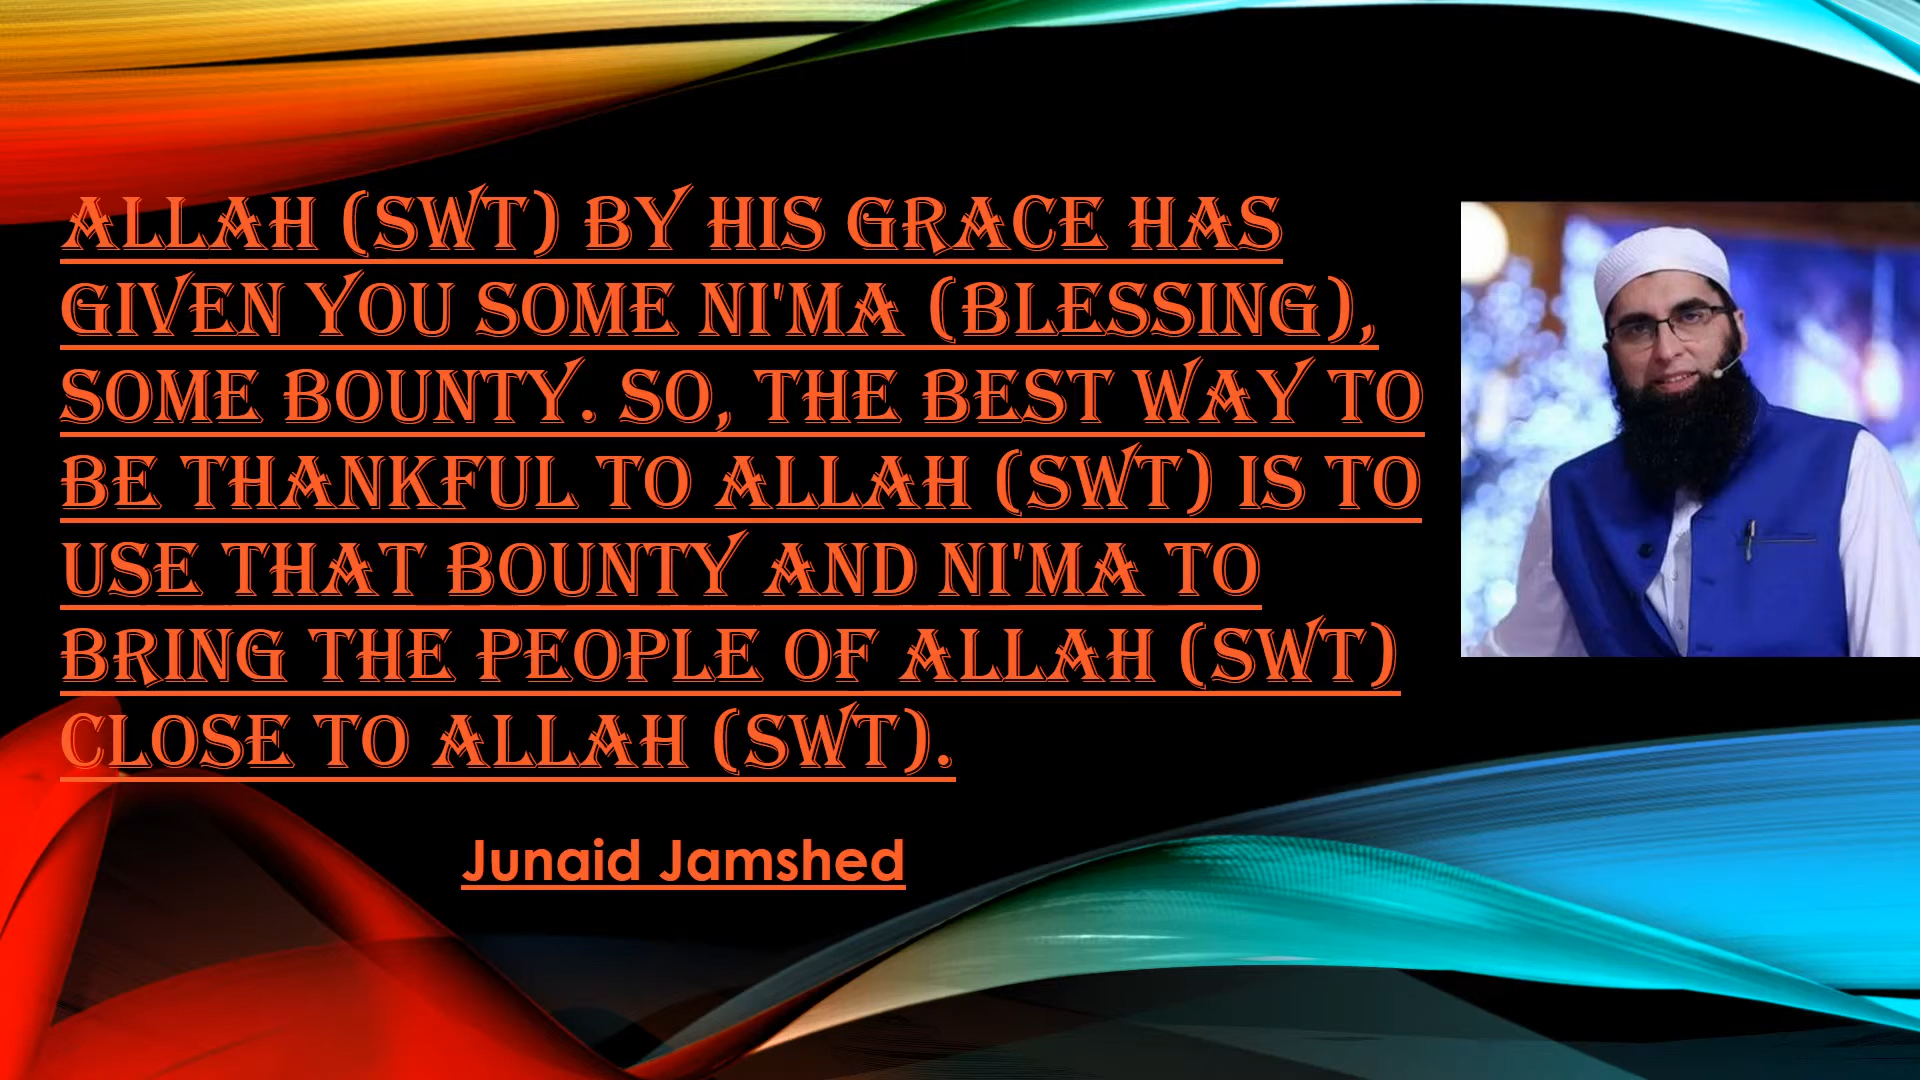 ALLAH (SWT) BY HIS GRACE HAS
GIVEN YOU SOME NI'MA (BLESSING),
SOME BOUNTY. SO, THE BEST WAY TO
BE THANKFUL TO ALLAH (SWT) IS TO
USE THAT BOUNTY AND NI'MA TO
BRING THE PEOPLE OF ALLAH (SWT)
CLOSE TO ALLAH (SWT).
Junaid Jamshed